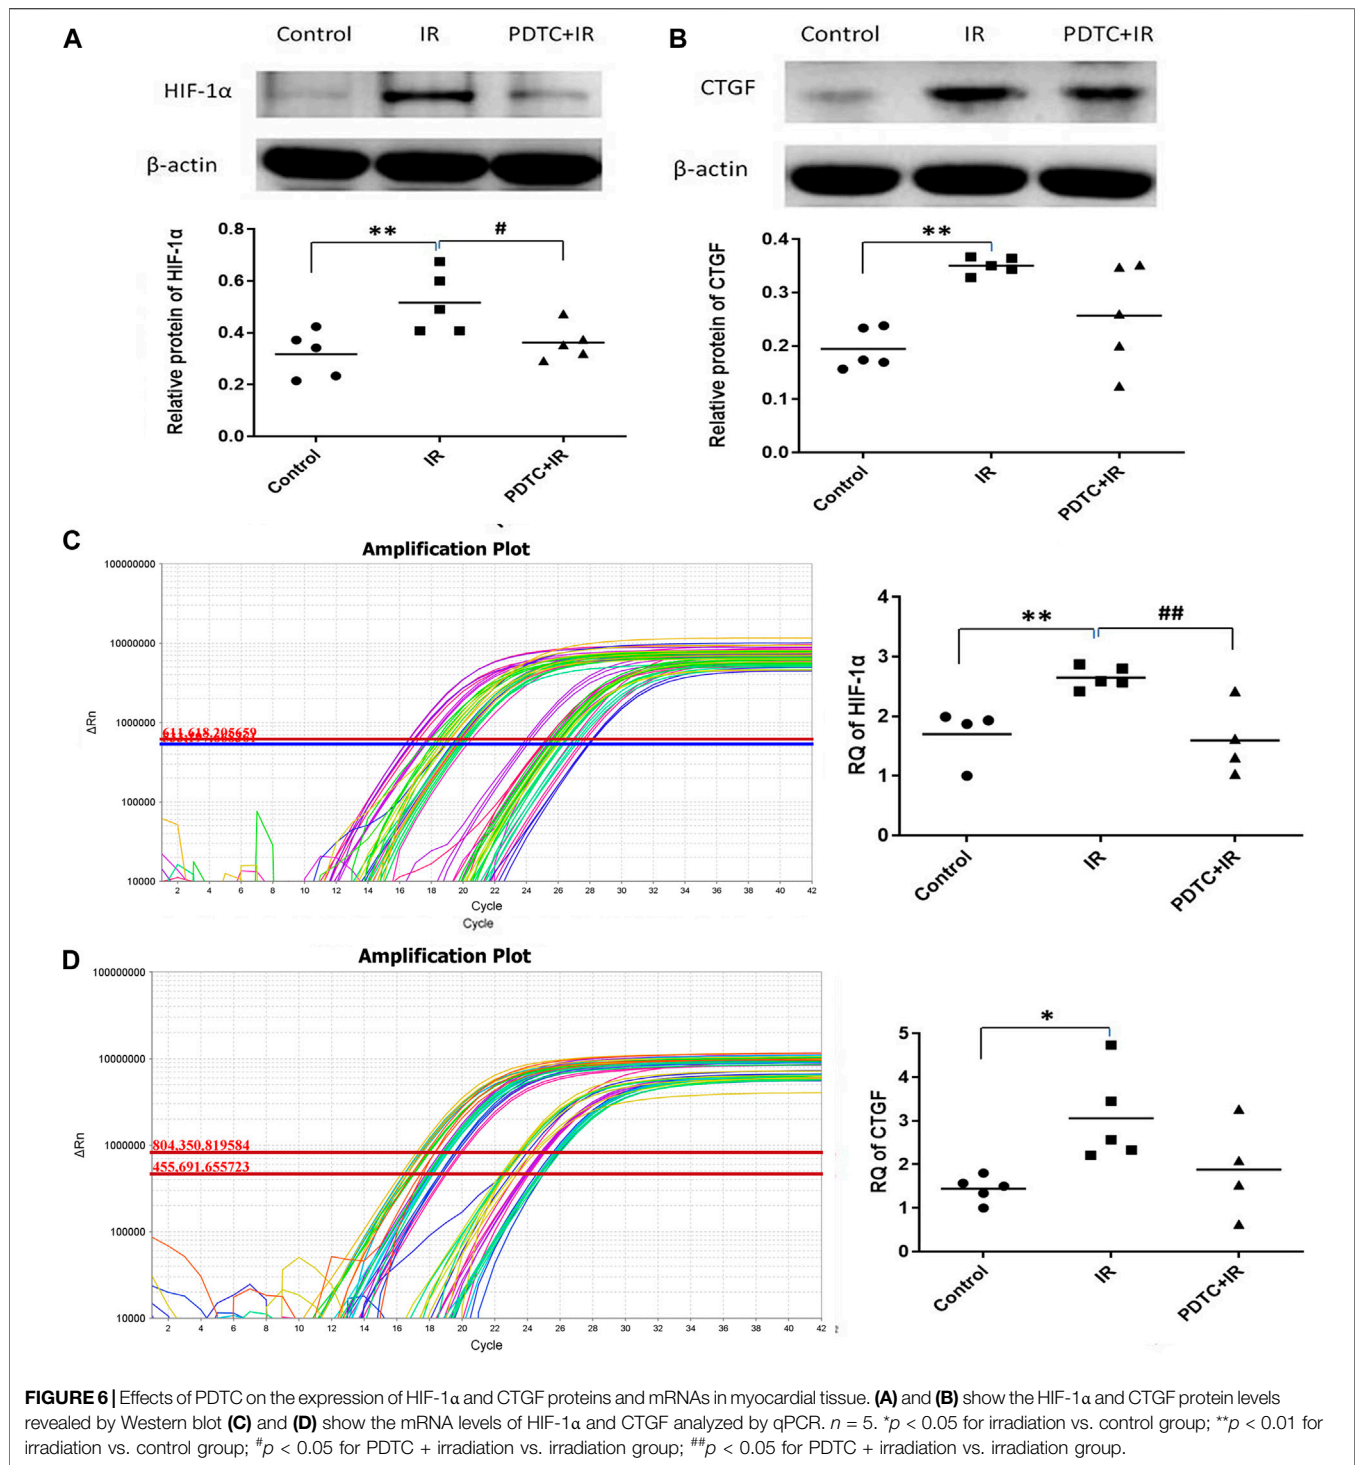 A
Control IR PDTC+IR
HIF-1α
β-actin
Relative protein of HIF-1α
0.8
0.6
0.4
0.2
0.0
** #
Control IR PDTC+IR
B
Control IR PDTC+IR
CTGF
β-actin
Relative protein of CTGF
0.4
0.3
0.2
0.1
0.0
**
Control IR PDTC+IR
C
Amplification Plot
100000000
10000000
1000000
100000
10000
ΔRn
611,618.205659
2 4 6 8 10 12 14 16 18 20 22 24 26 28 30 32 34 36 38 40 42
Cycle
Cycle
RQ of HIF-1α
4
3
2
1
0
** ##
Control IR PDTC+IR
D
Amplification Plot
100000000
10000000
1000000
100000
10000
ΔRn
804,350.819584
455,691.655723
2 4 6 8 10 12 14 16 18 20 22 24 26 28 30 32 34 36 38 40 42
Cycle
RQ of CTGF
5
4
3
2
1
0
*
Control IR PDTC+IR
FIGURE 6 | Effects of PDTC on the expression of HIF-1α and CTGF proteins and mRNAs in myocardial tissue. (A) and (B) show the HIF-1α and CTGF protein levels
revealed by Western blot (C) and (D) show the mRNA levels of HIF-1α and CTGF analyzed by qPCR. n = 5. *p < 0.05 for irradiation vs. control group; **p < 0.01 for
irradiation vs. control group; #p < 0.05 for PDTC + irradiation vs. irradiation group; ##p < 0.05 for PDTC + irradiation vs. irradiation group.